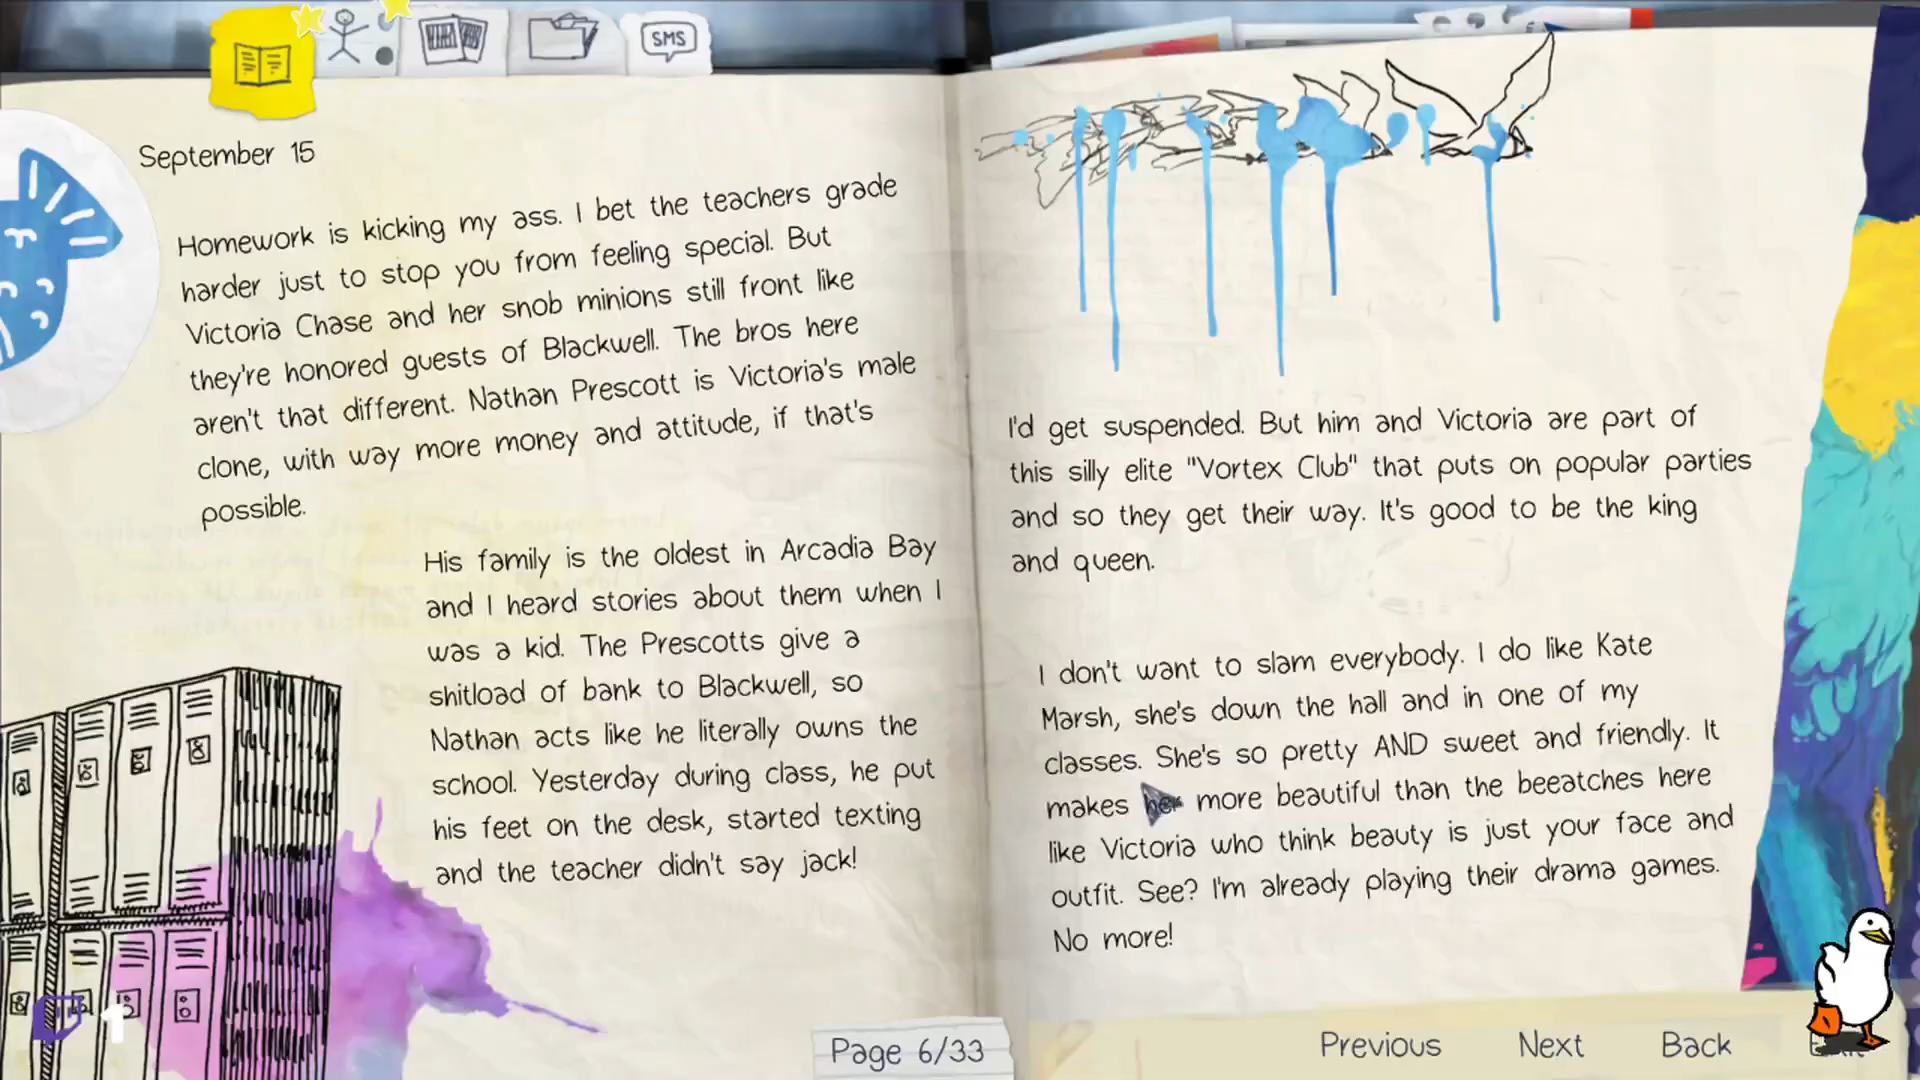 SMS
September 15
Homework is kicking my ass. I bet the teachers grade
harder just to stop you from feeling special. But
Victoria Chase and her snob minions still front like
they're honored guests of Blackwell. The bros here
aren't that different. Nathan Prescott is Victoria's male
clone, with way more money and attitude, if that's
possible.
His family is the oldest in Arcadia Bay
and I heard stories about them when I
was a kid. The Prescotts give a
shitload of bank to Blackwell, so
Nathan acts like he literally owns the
school. Yesterday during class, he put
his feet on the desk, started texting
and the teacher didn't say jack!
I'd get suspended. But him and Victoria are part of
this silly elite "Vortex Club" that puts on popular parties
and so they get their way. It's good to be the king
and queen.
I don't want to slam everybody. I do like Kate
Marsh, she's down the hall and in one of my
classes. She's so pretty AND sweet and friendly. It
makes her more beautiful than the beeatches here
like Victoria who think beauty is just your face and
outfit. See? I'm already playing their drama games.
No more!
1
Page 6/33
Previous
Next
Back